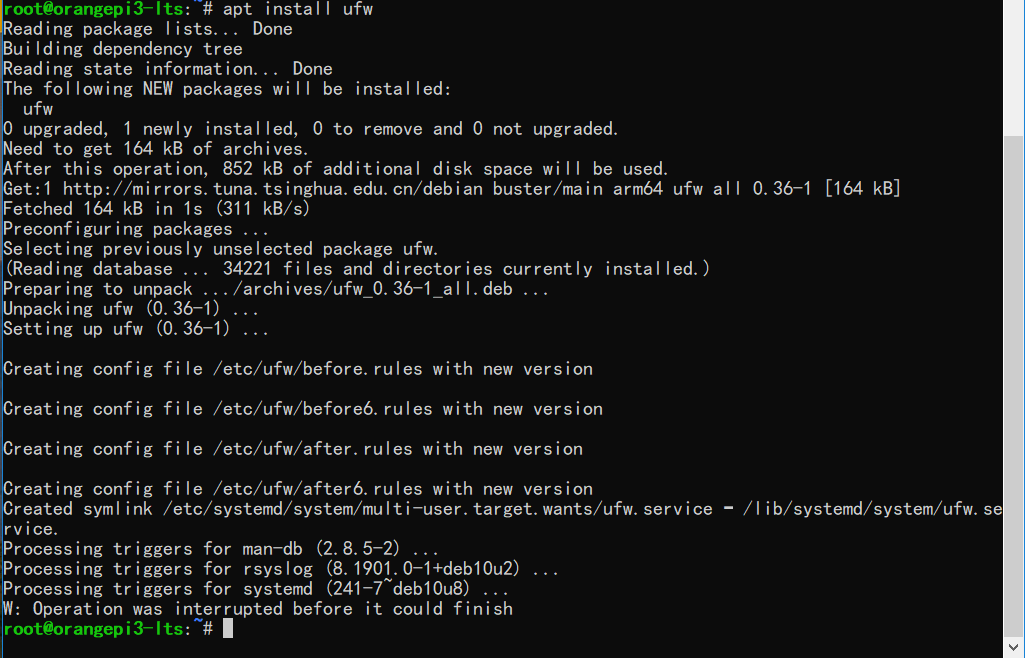 root@orangepi3-lts:~# apt install ufw
Reading package lists... Done
Building dependency tree
Reading state information... Done
The following NEW packages will be installed:
  ufw
0 upgraded, 1 newly installed, 0 to remove and 0 not upgraded.
Need to get 164 kB of archives.
After this operation, 852 kB of additional disk space will be used.
Get:1 http://mirrors.tuna.tsinghua.edu.cn/debian buster/main arm64 ufw all 0.36-1 [164 kB]
Fetched 164 kB in 1s (311 kB/s)
Preconfiguring packages ...
Selecting previously unselected package ufw.
(Reading database ... 34221 files and directories currently installed.)
Preparing to unpack .../archives/ufw_0.36-1_all.deb ...
Unpacking ufw (0.36-1) ...
Setting up ufw (0.36-1) ...

Creating config file /etc/ufw/before.rules with new version

Creating config file /etc/ufw/before6.rules with new version

Creating config file /etc/ufw/after.rules with new version

Creating config file /etc/ufw/after6.rules with new version
Created symlink /etc/systemd/system/multi-user.target.wants/ufw.service - /lib/systemd/system/ufw.se
rvice.
Processing triggers for man-db (2.8.5-2) ...
Processing triggers for rsyslog (8.1901.0-1+deb10u2) ...
Processing triggers for systemd (241-7~deb10u8) ...
W: Operation was interrupted before it could finish
root@orangepi3-lts:~#